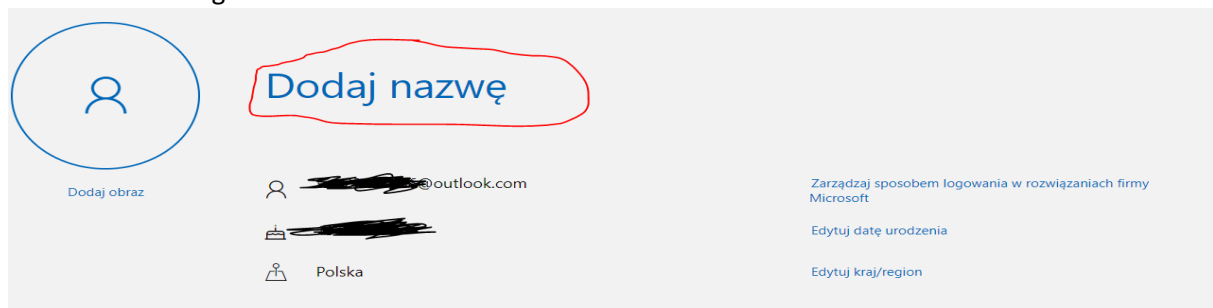 Dodaj nazwę
Dodaj obraz
@outlook.com
Zarządzaj sposobem logowania w rozwiązaniach firmy
Microsoft
Edytuj datę urodzenia
Polska
Edytuj kraj/region